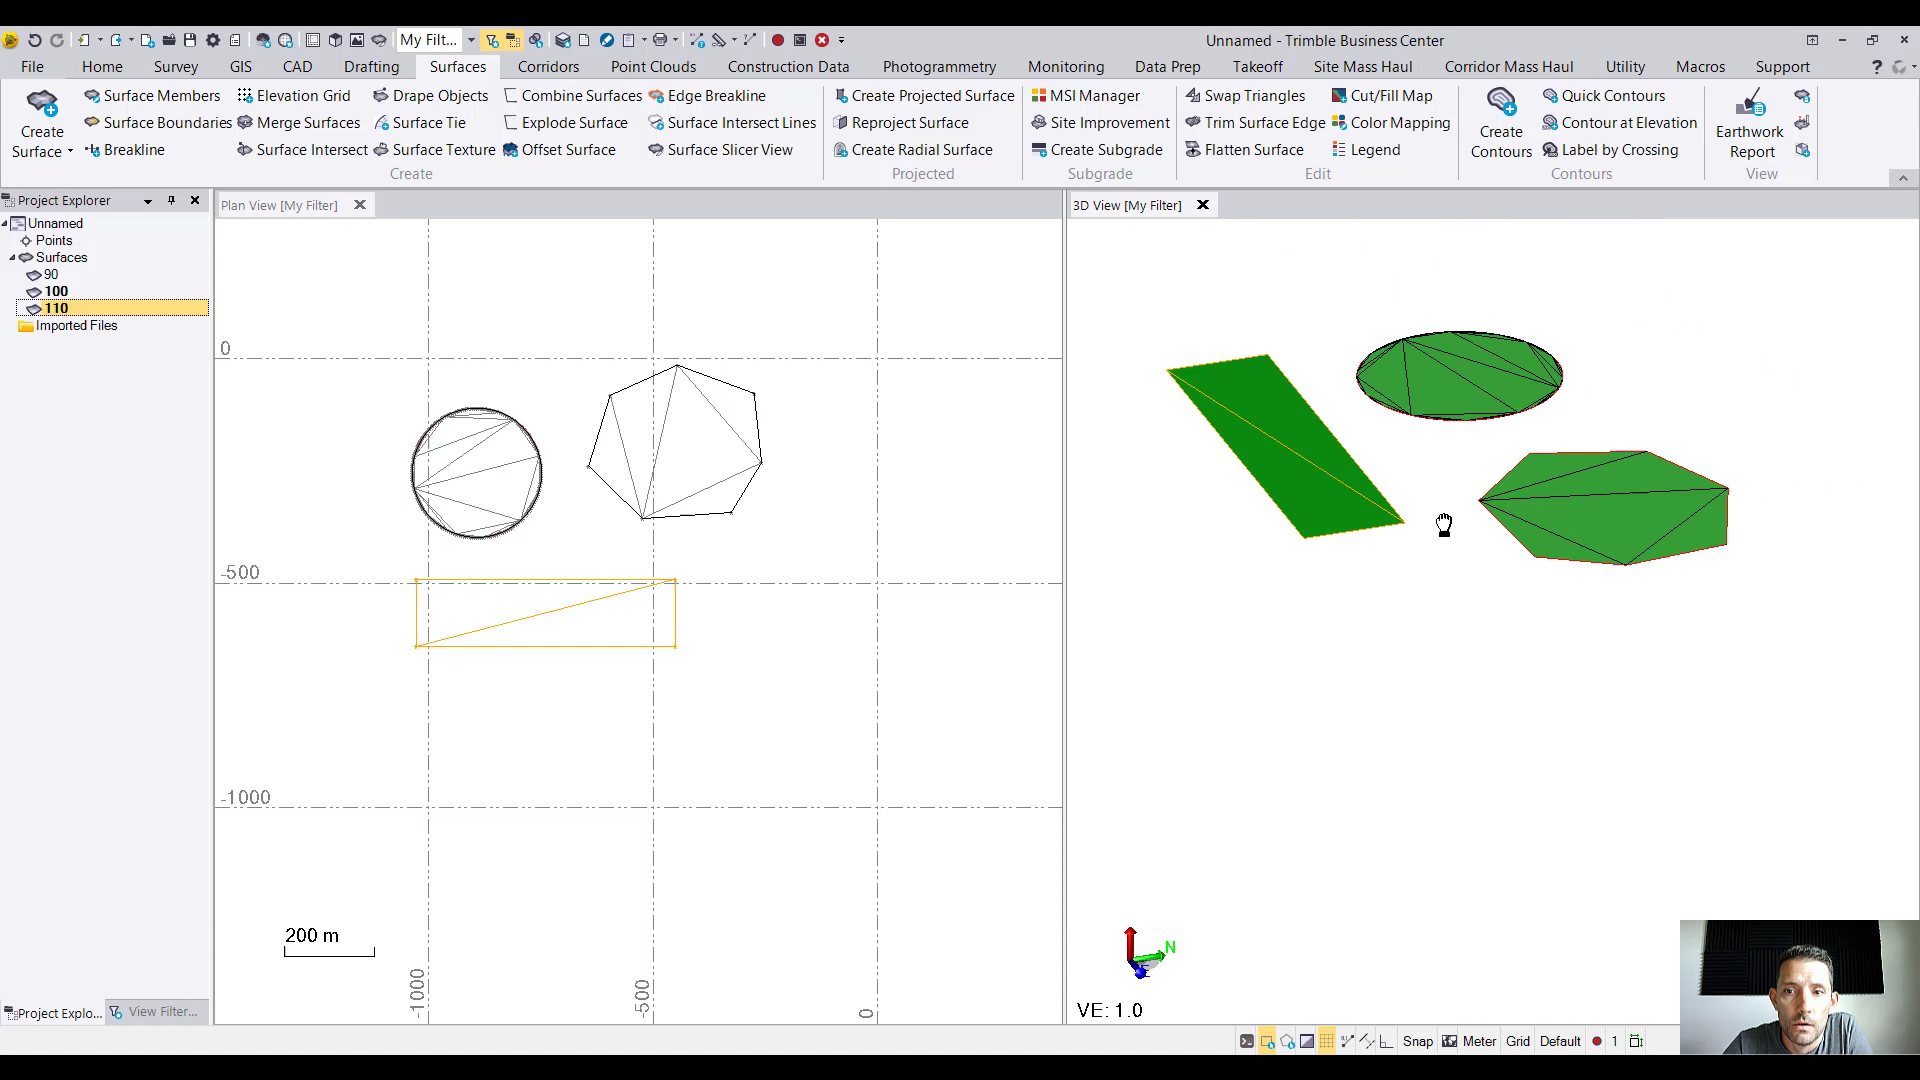 My Filt...
Unnamed - Trimble Business Center
File Home Survey GIS CAD Drafting Surfaces Corridors Point Clouds Construction Data Photogrammetry Monitoring Data Prep Takeoff Site Mass Haul Corridor Mass Haul Utility Macros Support
Surface Members Elevation Grid Drape Objects Combine Surfaces Edge Breakline Create Projected Surface MSI Manager Swap Triangles Cut/Fill Map Quick Contours
Create Surface Surface Boundaries Merge Surfaces Surface Tie Explode Surface Surface Intersect Lines Reproject Surface Site Improvement Trim Surface Edge Color Mapping Create Contours Contour at Elevation Earthwork Report
Breakline Surface Intersect Surface Texture Offset Surface Surface Slicer View Create Radial Surface Create Subgrade Flatten Surface Legend Label by Crossing
Create Projected Subgrade Edit Contours View
Project Explorer
Unnamed
Points
Surfaces
90
100
110
Imported Files
Project Explo...
View Filter...
Plan View [My Filter]
0
-500
-1000
200 m
-1000
-500
0
3D View [My Filter]
N
E
VE: 1.0
Snap Meter Grid Default 1